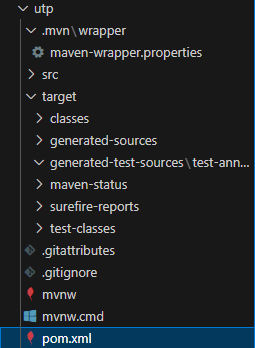 utp
.mvn\wrapper
maven-wrapper.properties
src
target
classes
generated-sources
generated-test-sources\test-ann...
maven-status
surefire-reports
test-classes
.gitattributes
.gitignore
mvnw
mvnw.cmd
pom.xml